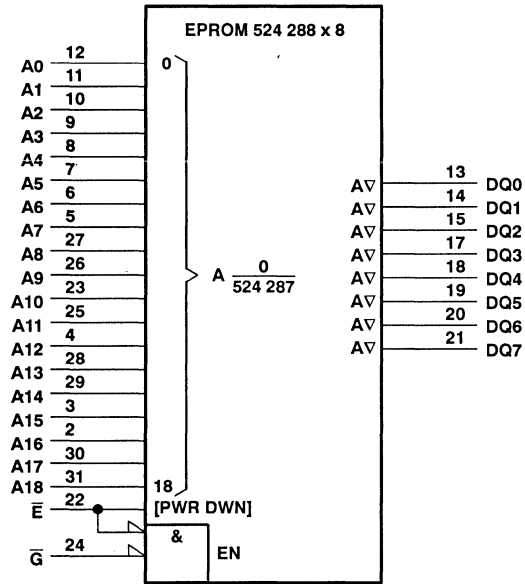 EPROM 524 288 x 8
A0 12 0
A1 11
A2 10
A3 9
A4 8
A5 7
A6 6
A7 5
A8 27
A9 26
A10 23
A11 25
A12 4
A13 28
A14 29
A15 3
A16 2
A17 30
A18 31 18
E̅ 22 [PWR DWN]
G̅ 24 & EN
A 0
524 287
A▽ 13 DQ0
A▽ 14 DQ1
A▽ 15 DQ2
A▽ 17 DQ3
A▽ 18 DQ4
A▽ 19 DQ5
A▽ 20 DQ6
A▽ 21 DQ7